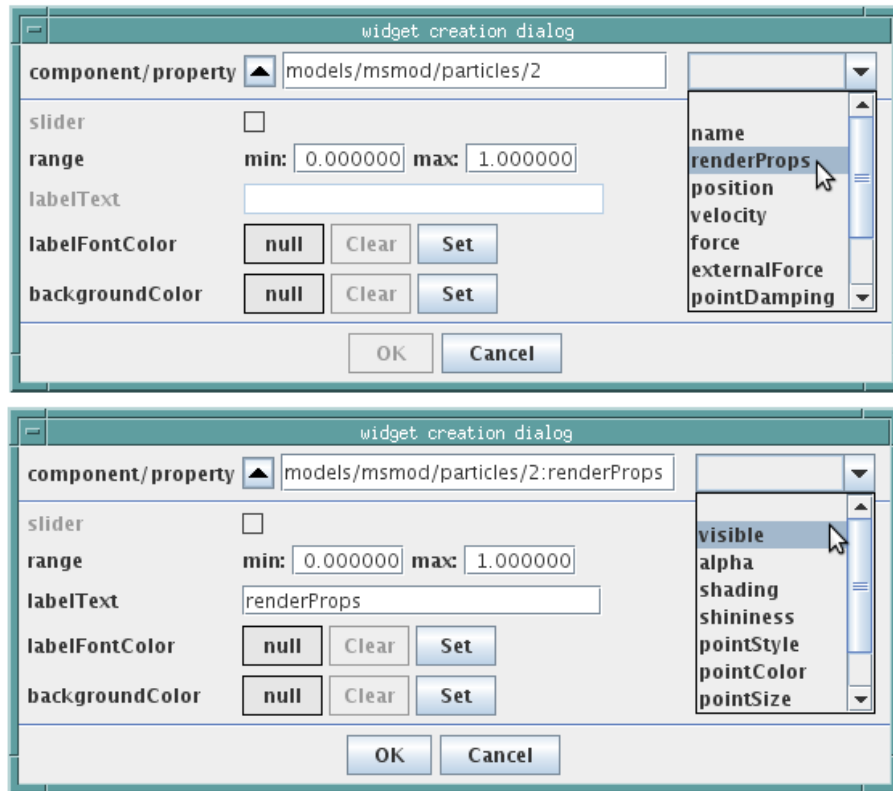 widget creation dialog
component/property models/msmod/particles/2
slider
name
range min: 0.000000 max: 1.000000
renderProps
labelText
position
velocity
labelFontColor null Clear Set
force
externalForce
backgroundColor null Clear Set
pointDamping
OK Cancel
widget creation dialog
component/property models/msmod/particles/2:renderProps
slider
visible
range min: 0.000000 max: 1.000000
alpha
labelText renderProps
shading
shininess
labelFontColor null Clear Set
pointStyle
pointColor
backgroundColor null Clear Set
pointSize
OK Cancel